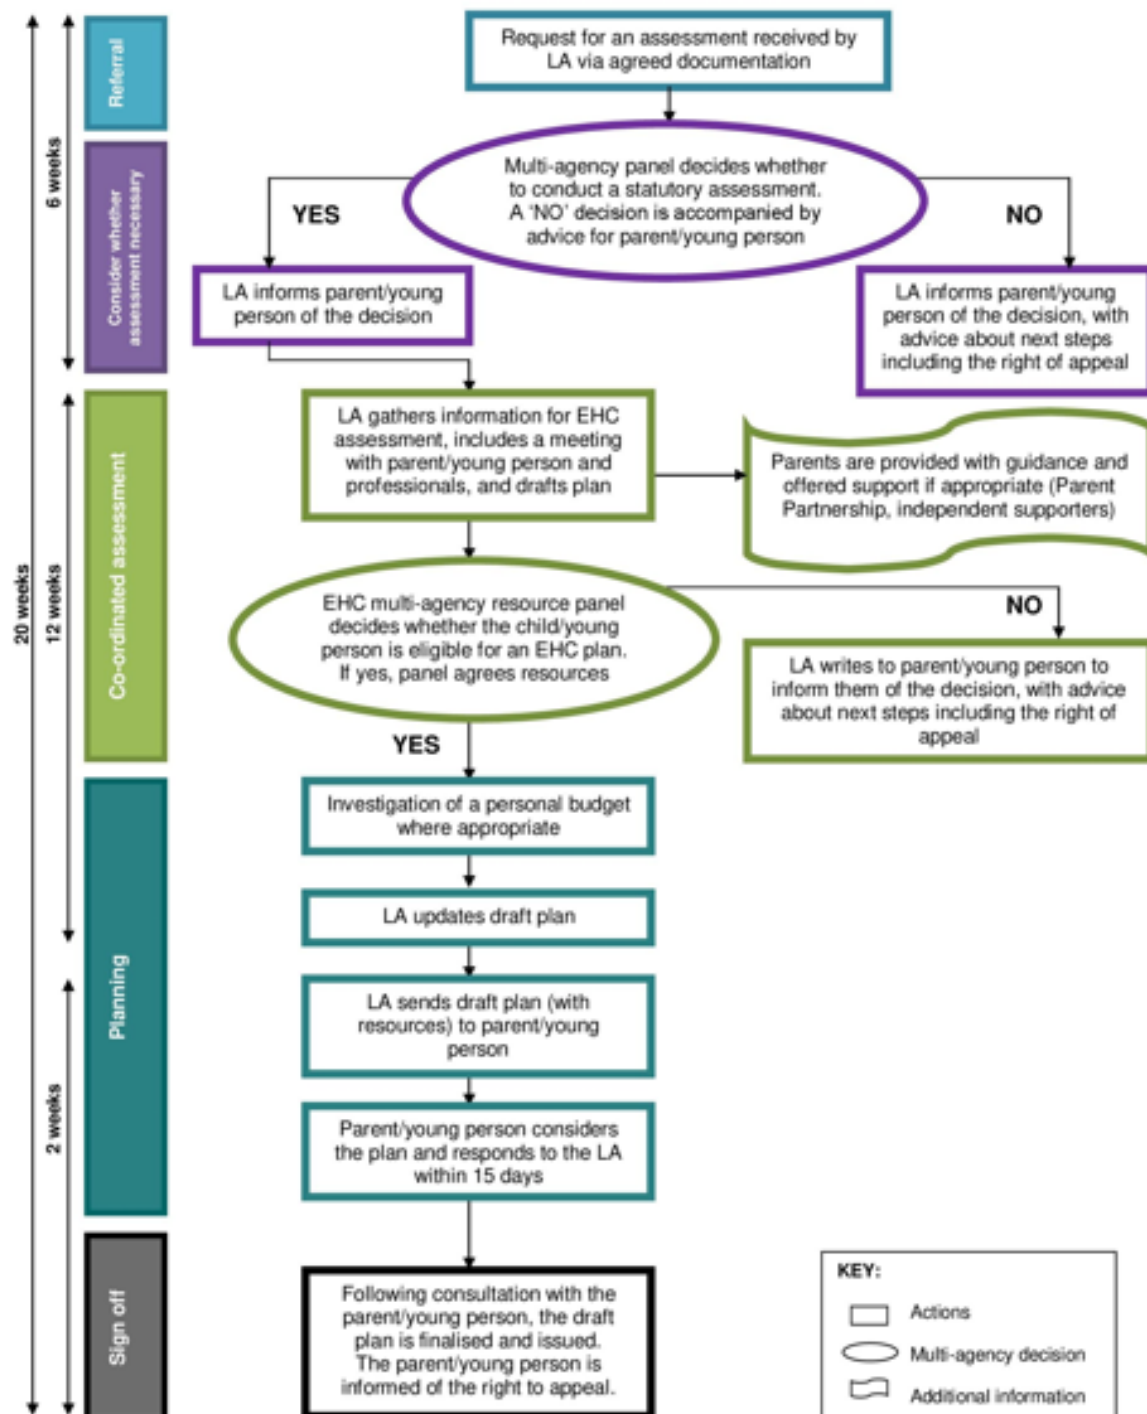 Referral
Consider whether
assessment necessary
Co-ordinated assessment
Planning
Sign off
20 weeks
6 weeks
12 weeks
2 weeks
Request for an assessment received by
LA via agreed documentation
Multi-agency panel decides whether
to conduct a statutory assessment.
A ‘NO’ decision is accompanied by
advice for parent/young person
YES
NO
LA informs parent/young
person of the decision
LA informs parent/young
person of the decision, with
advice about next steps
including the right of appeal
LA gathers information for EHC
assessment, includes a meeting
with parent/young person and
professionals, and drafts plan
Parents are provided with guidance and
offered support if appropriate (Parent
Partnership, independent supporters)
EHC multi-agency resource panel
decides whether the child/young
person is eligible for an EHC plan.
If yes, panel agrees resources
NO
LA writes to parent/young person to
inform them of the decision, with advice
about next steps including the right of
appeal
YES
Investigation of a personal budget
where appropriate
LA updates draft plan
LA sends draft plan (with
resources) to parent/young
person
Parent/young person considers
the plan and responds to the LA
within 15 days
Following consultation with the
parent/young person, the draft
plan is finalised and issued.
The parent/young person is
informed of the right to appeal.
KEY:
Actions
Multi-agency decision
Additional information